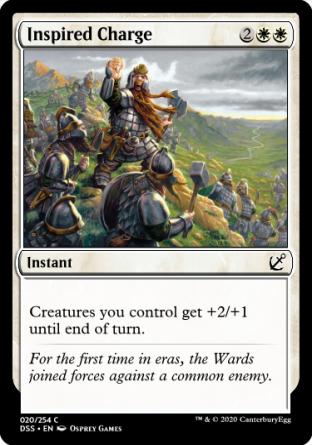 Inspired Charge 2
Instant
Creatures you control get +2/+1
until end of turn.
For the first time in eras, the Wards
joined forces against a common enemy.
020/254 C
DSS • EN Osprey Games
™ & © 2020 CanterburyEgg